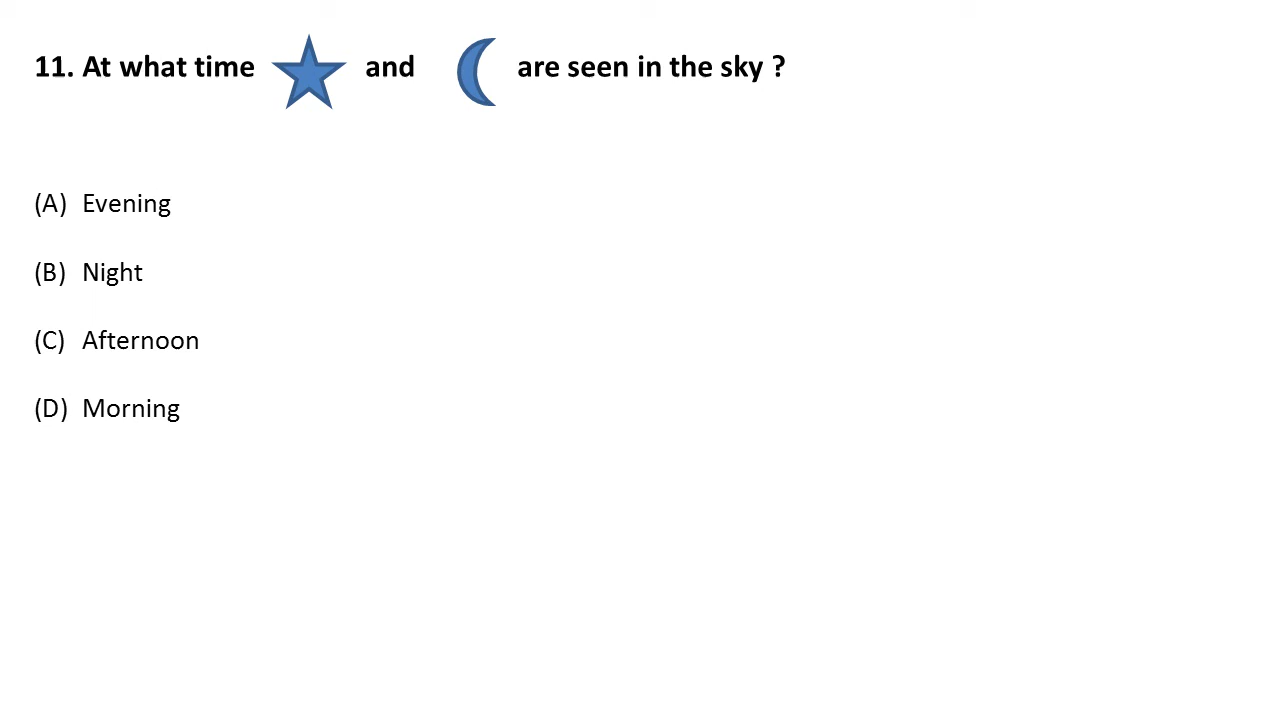 11. At what time and are seen in the sky ?
(A) Evening
(B) Night
(C) Afternoon
(D) Morning